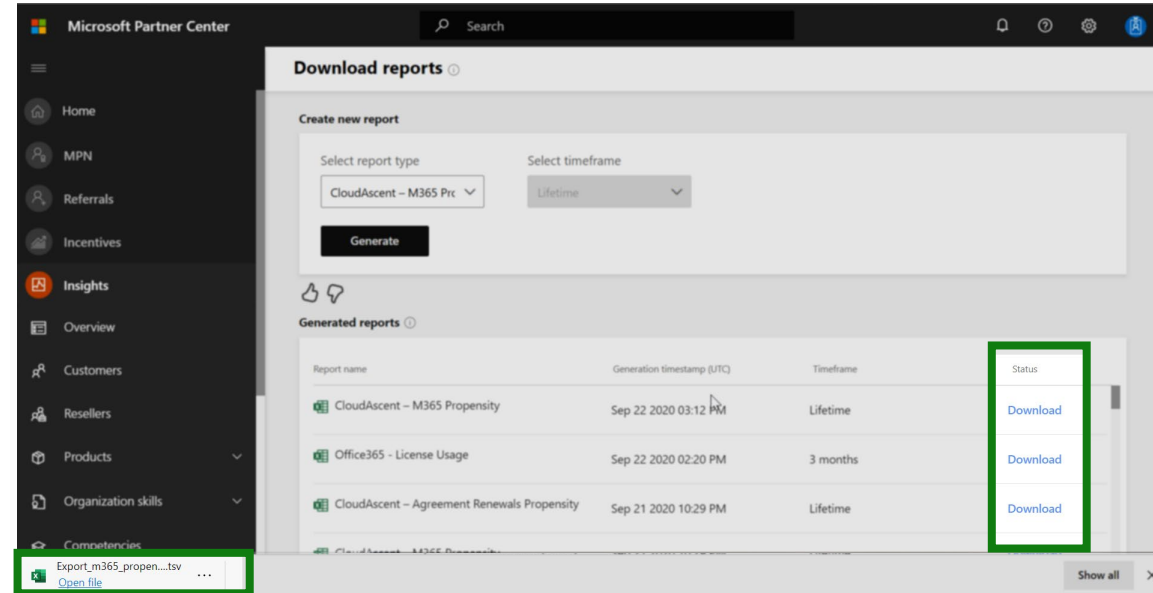 Microsoft Partner Center
Search
Download reports
Home
MPN
Referrals
Incentives
Insights
Overview
Customers
Resellers
Products
Organization skills
Competencies
Create new report
Select report type Select timeframe
CloudAscent – M365 Prc Lifetime
Generate
Generated reports
Report name Generation timestamp (UTC) Timeframe Status
CloudAscent – M365 Propensity Sep 22 2020 03:12 PM Lifetime Download
Office365 - License Usage Sep 22 2020 02:20 PM 3 months Download
CloudAscent – Agreement Renewals Propensity Sep 21 2020 10:29 PM Lifetime Download
CloudAscent – M365 Propensity
Export_m365_propen....tsv
Open file
...
Show all